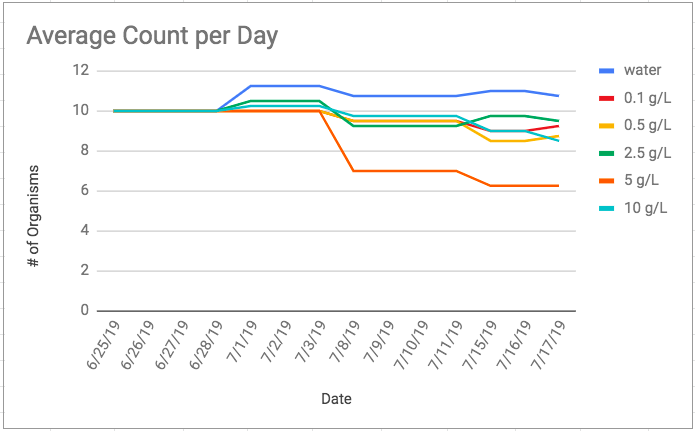 Average Count per Day
12
10
8
6
4
2
0
# of Organisms
6/25/19
6/26/19
6/27/19
6/28/19
7/1/19
7/2/19
7/3/19
7/8/19
7/9/19
7/10/19
7/11/19
7/15/19
7/16/19
7/17/19
Date
water
0.1 g/L
0.5 g/L
2.5 g/L
5 g/L
10 g/L